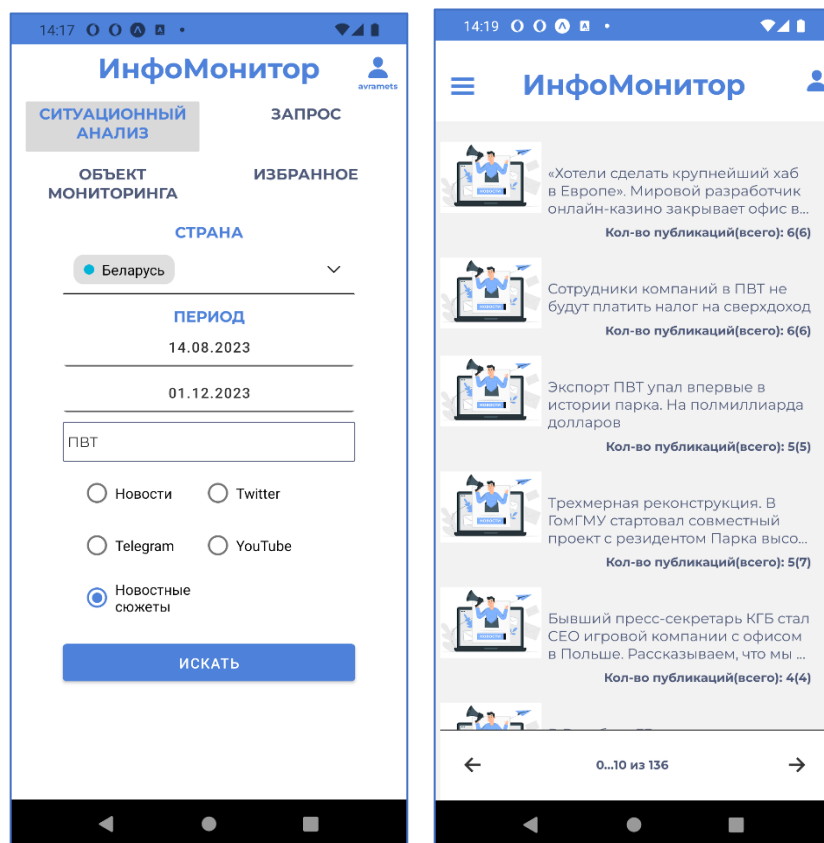 14:17
ИнфоМонитор
avramets
СИТУАЦИОННЫЙ
АНАЛИЗ
ЗАПРОС
ОБЪЕКТ
МОНИТОРИНГА
ИЗБРАННОЕ
СТРАНА
Беларусь
ПЕРИОД
14.08.2023
01.12.2023
ПВТ
Новости
Twitter
Telegram
YouTube
Новостные
сюжеты
ИСКАТЬ
14:19
ИнфоМонитор
«Хотели сделать крупнейший хаб
в Европе». Мировой разработчик
онлайн-казино закрывает офис в...
Кол-во публикаций(всего): 6(6)
Сотрудники компаний в ПВТ не
будут платить налог на сверхдоход
Кол-во публикаций(всего): 6(6)
Экспорт ПВТ упал впервые в
истории парка. На полмиллиарда
долларов
Кол-во публикаций(всего): 5(5)
Трехмерная реконструкция. В
ГомГМУ стартовал совместный
проект с резидентом Парка высо...
Кол-во публикаций(всего): 5(7)
Бывший пресс-секретарь КГБ стал
СЕО игровой компании с офисом
в Польше. Рассказываем, что мы ...
Кол-во публикаций(всего): 4(4)
0...10 из 136